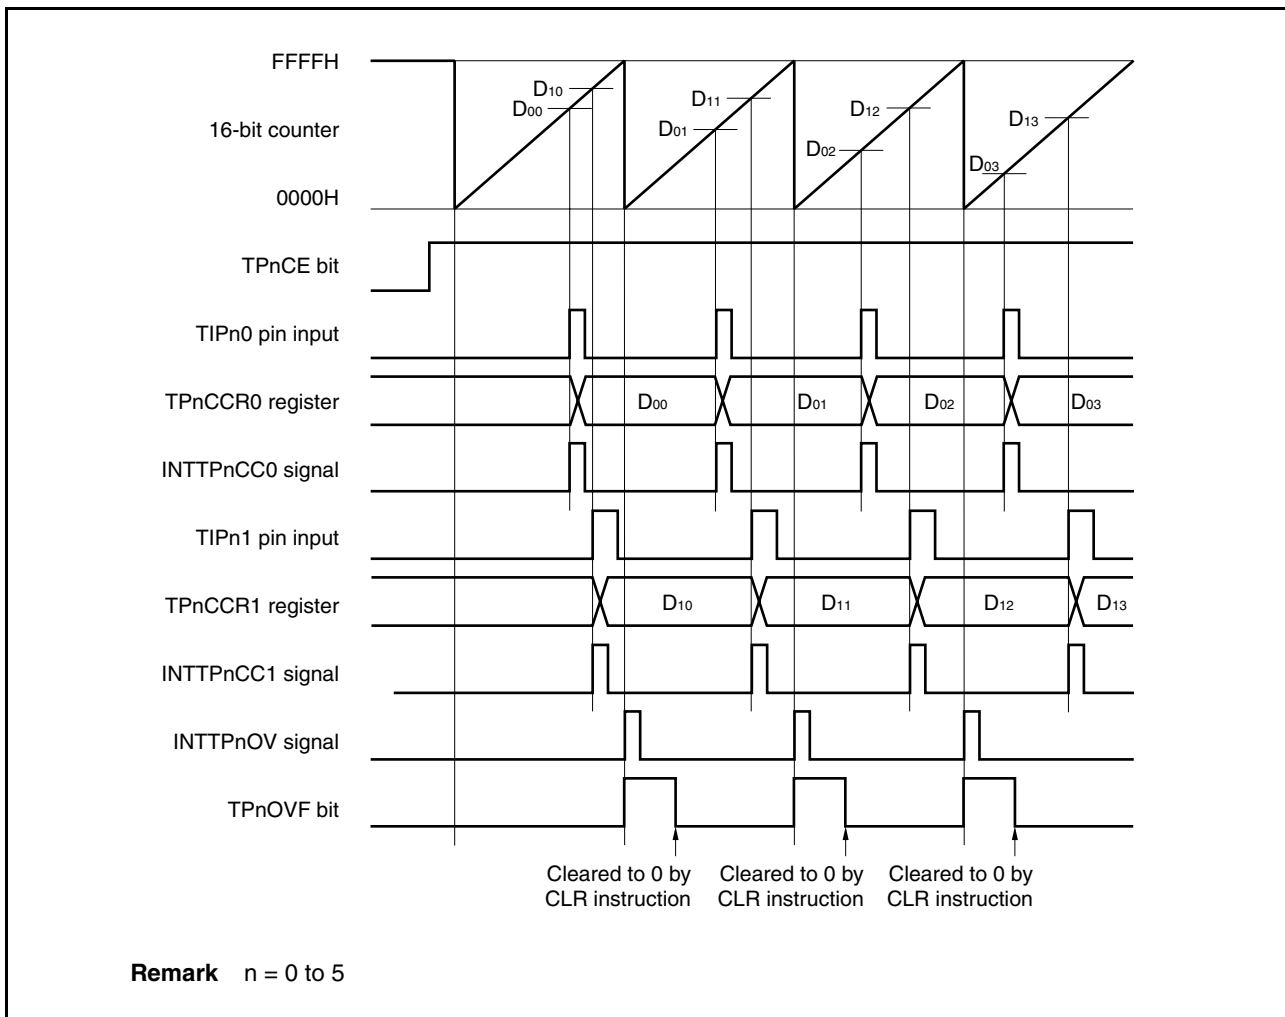 FFFFH
16-bit counter
0000H
D10
D00
D11
D01
D12
D02
D13
D03
TPnCE bit
TIPn0 pin input
TPnCCR0 register
D00 D01 D02 D03
INTTPnCC0 signal
TIPn1 pin input
TPnCCR1 register
D10 D11 D12 D13
INTTPnCC1 signal
INTTPnOV signal
TPnOVF bit
Cleared to 0 by
CLR instruction
Cleared to 0 by
CLR instruction
Cleared to 0 by
CLR instruction
Remark n = 0 to 5